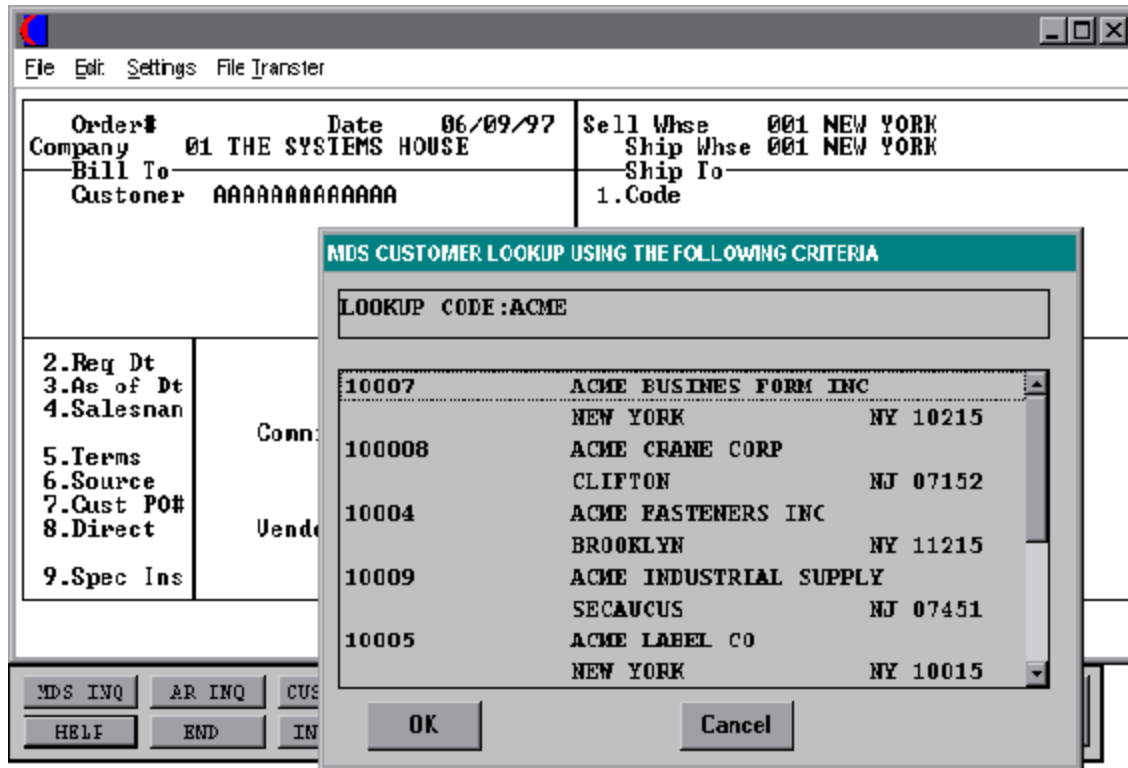 File Edit Settings File Transfer
Order# Date 06/09/97 Sell Whse 001 NEW YORK
Company 01 THE SYSTEMS HOUSE Ship Whse 001 NEW YORK
Bill To Ship To
Customer AAAAAAAAAAAAAA 1.Code
MDS CUSTOMER LOOKUP USING THE FOLLOWING CRITERIA
LOOKUP CODE:ACME
2.Req Dt
3.As of Dt
4.Salesman
5.Terms
6.Source
7.Cust PO#
8.Direct
9.Spec Ins
10007 ACME BUSINES FORM INC
NEW YORK NY 10215
100008 ACME CRANE CORP
CLIFTON NJ 07152
10004 ACME FASTENERS INC
BROOKLYN NY 11215
10009 ACME INDUSTRIAL SUPPLY
SECAUCUS NJ 07451
10005 ACME LABEL CO
NEW YORK NY 10015
MDS INQ AR INQ
HELP END
OK Cancel